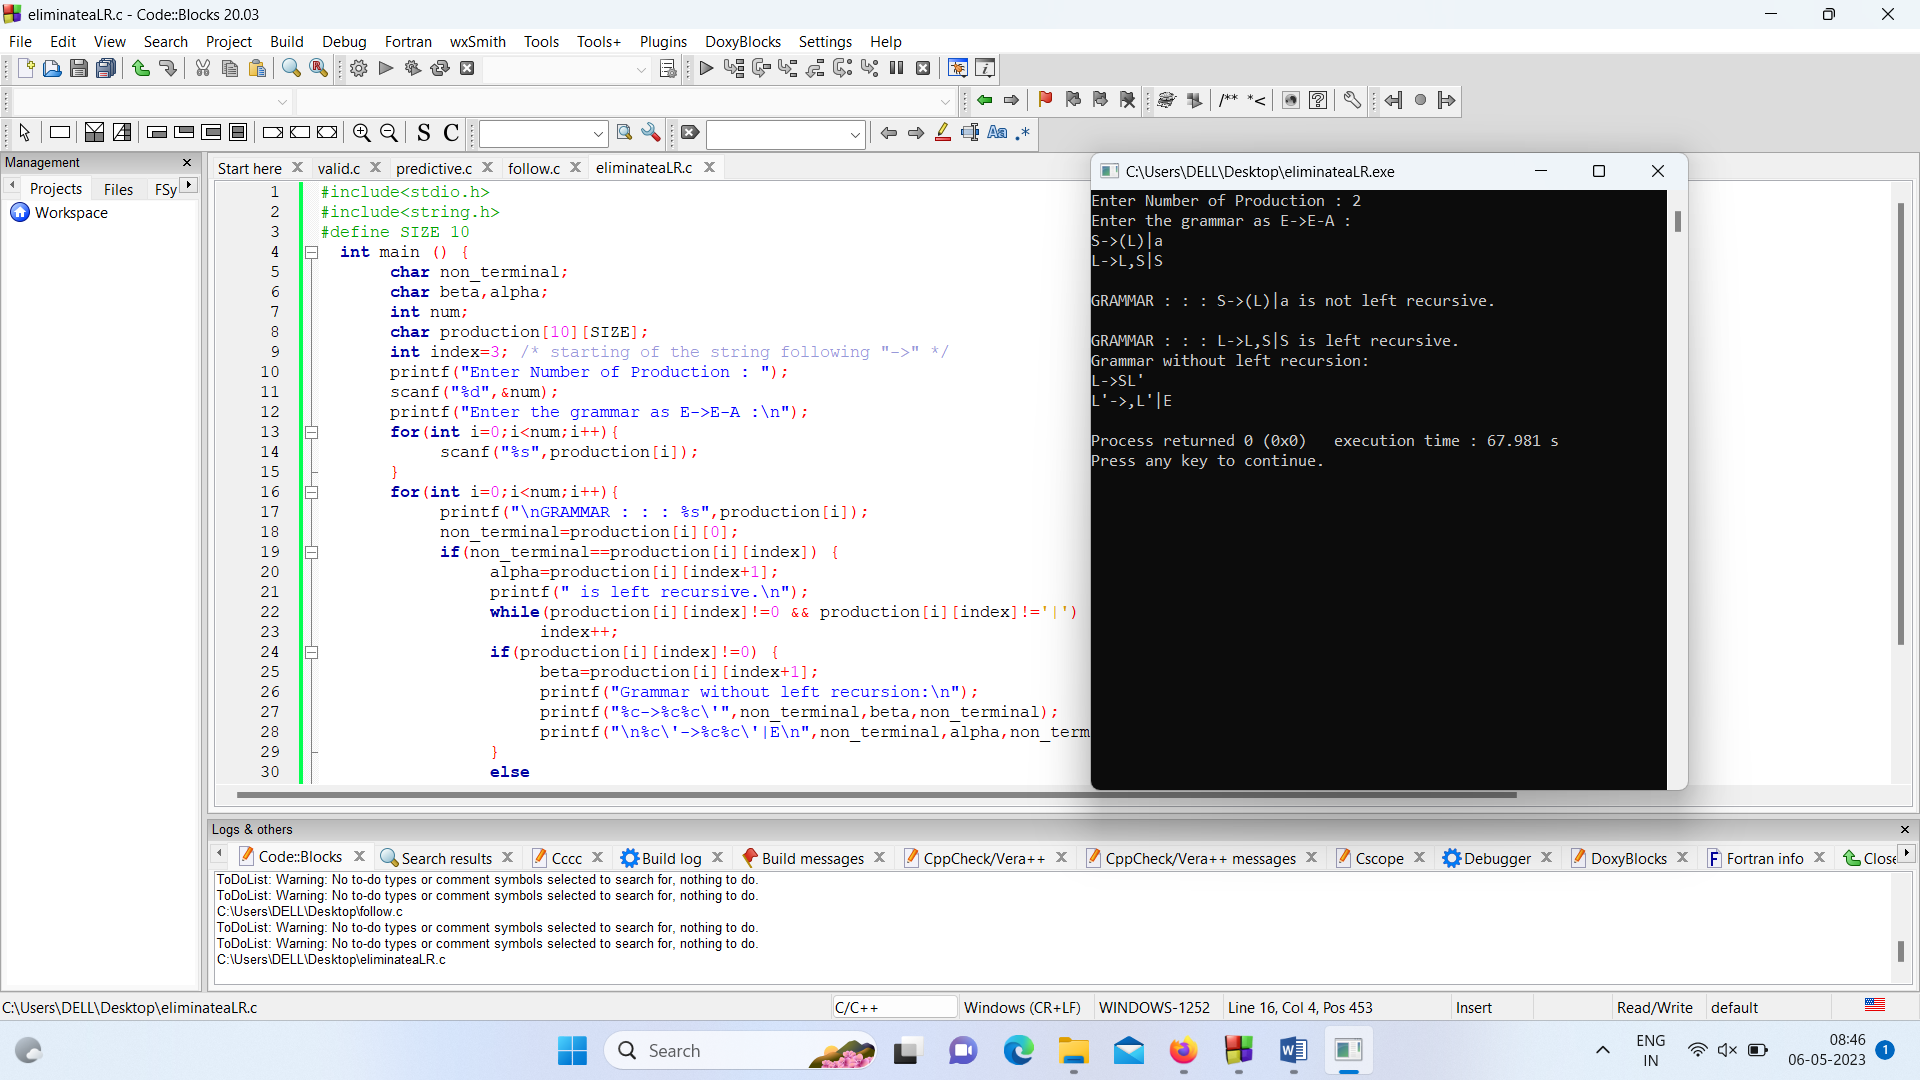 eliminateaLR.c - Code::Blocks 20.03
File Edit View Search Project Build Debug Fortran wxSmith Tools Tools+ Plugins DoxyBlocks Settings Help
/** *<
S C Aa .*
Management
Projects Files FSy
Workspace
Start here valid.c predictive.c follow.c eliminateaLR.c
1 #include<stdio.h>
2 #include<string.h>
3 #define SIZE 10
4 int main () {
5 char non_terminal;
6 char beta,alpha;
7 int num;
8 char production[10][SIZE];
9 int index=3; /* starting of the string following "->" */
10 printf("Enter Number of Production : ");
11 scanf("%d",&num);
12 printf("Enter the grammar as E->E-A :\n");
13 for(int i=0;i<num;i++){
14 scanf("%s",production[i]);
15 }
16 for(int i=0;i<num;i++){
17 printf("\nGRAMMAR : : : %s",production[i]);
18 non_terminal=production[i][0];
19 if(non_terminal==production[i][index]) {
20 alpha=production[i][index+1];
21 printf(" is left recursive.\n");
22 while(production[i][index]!=0 && production[i][index]!='|')
23 index++;
24 if(production[i][index]!=0) {
25 beta=production[i][index+1];
26 printf("Grammar without left recursion:\n");
27 printf("%c->%c%c\'",non_terminal,beta,non_terminal);
28 printf("\n%c\'->%c%c\'|E\n",non_terminal,alpha,non_term
29 }
30 else
C:\Users\DELL\Desktop\eliminateaLR.exe
Enter Number of Production : 2
Enter the grammar as E->E-A :
S->(L)|a
L->L,S|S
GRAMMAR : : : S->(L)|a is not left recursive.
GRAMMAR : : : L->L,S|S is left recursive.
Grammar without left recursion:
L->SL'
L'->,L'|E
Process returned 0 (0x0)   execution time : 67.981 s
Press any key to continue.
Logs & others
Code::Blocks Search results Cccc Build log Build messages CppCheck/Vera++ CppCheck/Vera++ messages Cscope Debugger DoxyBlocks Fortran info Close
ToDoList: Warning: No to-do types or comment symbols selected to search for, nothing to do.
ToDoList: Warning: No to-do types or comment symbols selected to search for, nothing to do.
C:\Users\DELL\Desktop\follow.c
ToDoList: Warning: No to-do types or comment symbols selected to search for, nothing to do.
ToDoList: Warning: No to-do types or comment symbols selected to search for, nothing to do.
C:\Users\DELL\Desktop\eliminateaLR.c
C:\Users\DELL\Desktop\eliminateaLR.c C/C++ Windows (CR+LF) WINDOWS-1252 Line 16, Col 4, Pos 453 Insert Read/Write default
Search
ENG
IN
08:46
06-05-2023
1